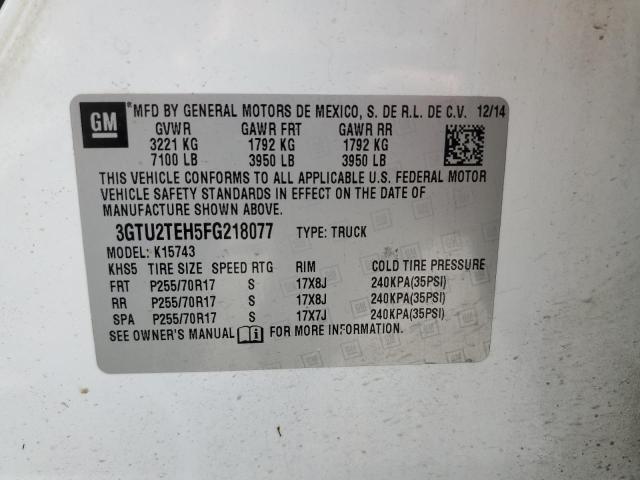 GM *MFD BY GENERAL MOTORS DE MEXICO, S. DE R.L. DE C.V. 12/14
GVWR GAWR FRT GAWR RR
3221 KG 1792 KG 1792 KG
7100 LB 3950 LB 3950 LB
THIS VEHICLE CONFORMS TO ALL APPLICABLE U.S. FEDERAL MOTOR
VEHICLE SAFETY STANDARDS IN EFFECT ON THE DATE OF
MANUFACTURE SHOWN ABOVE.
3GTU2TEH5FG218077 TYPE: TRUCK
MODEL: K15743
KHS5 TIRE SIZE SPEED RTG RIM COLD TIRE PRESSURE
FRT P255/70R17 S 17X8J 240KPA(35PSI)
RR P255/70R17 S 17X8J 240KPA(35PSI)
SPA P255/70R17 S 17X7J 240KPA(35PSI)
SEE OWNER'S MANUAL FOR MORE INFORMATION.